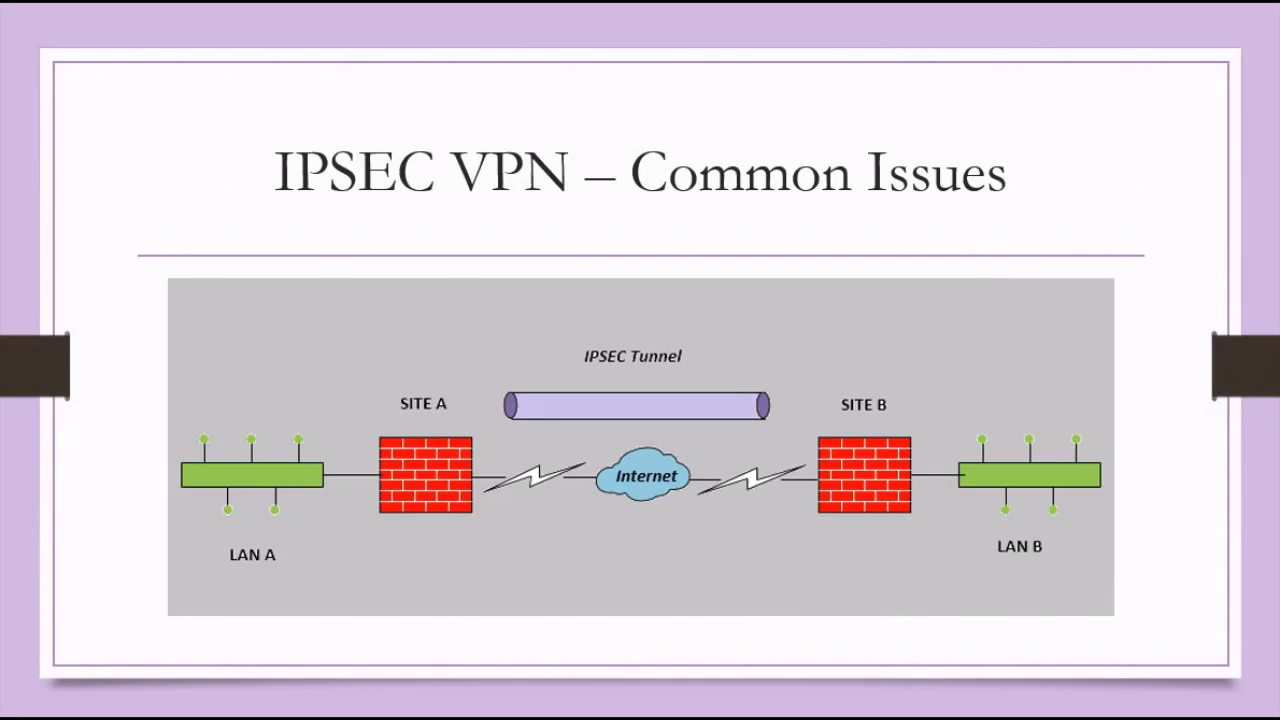 IPSEC VPN – Common Issues
IPSEC Tunnel
SITE A
SITE B
Internet
LAN A
LAN B